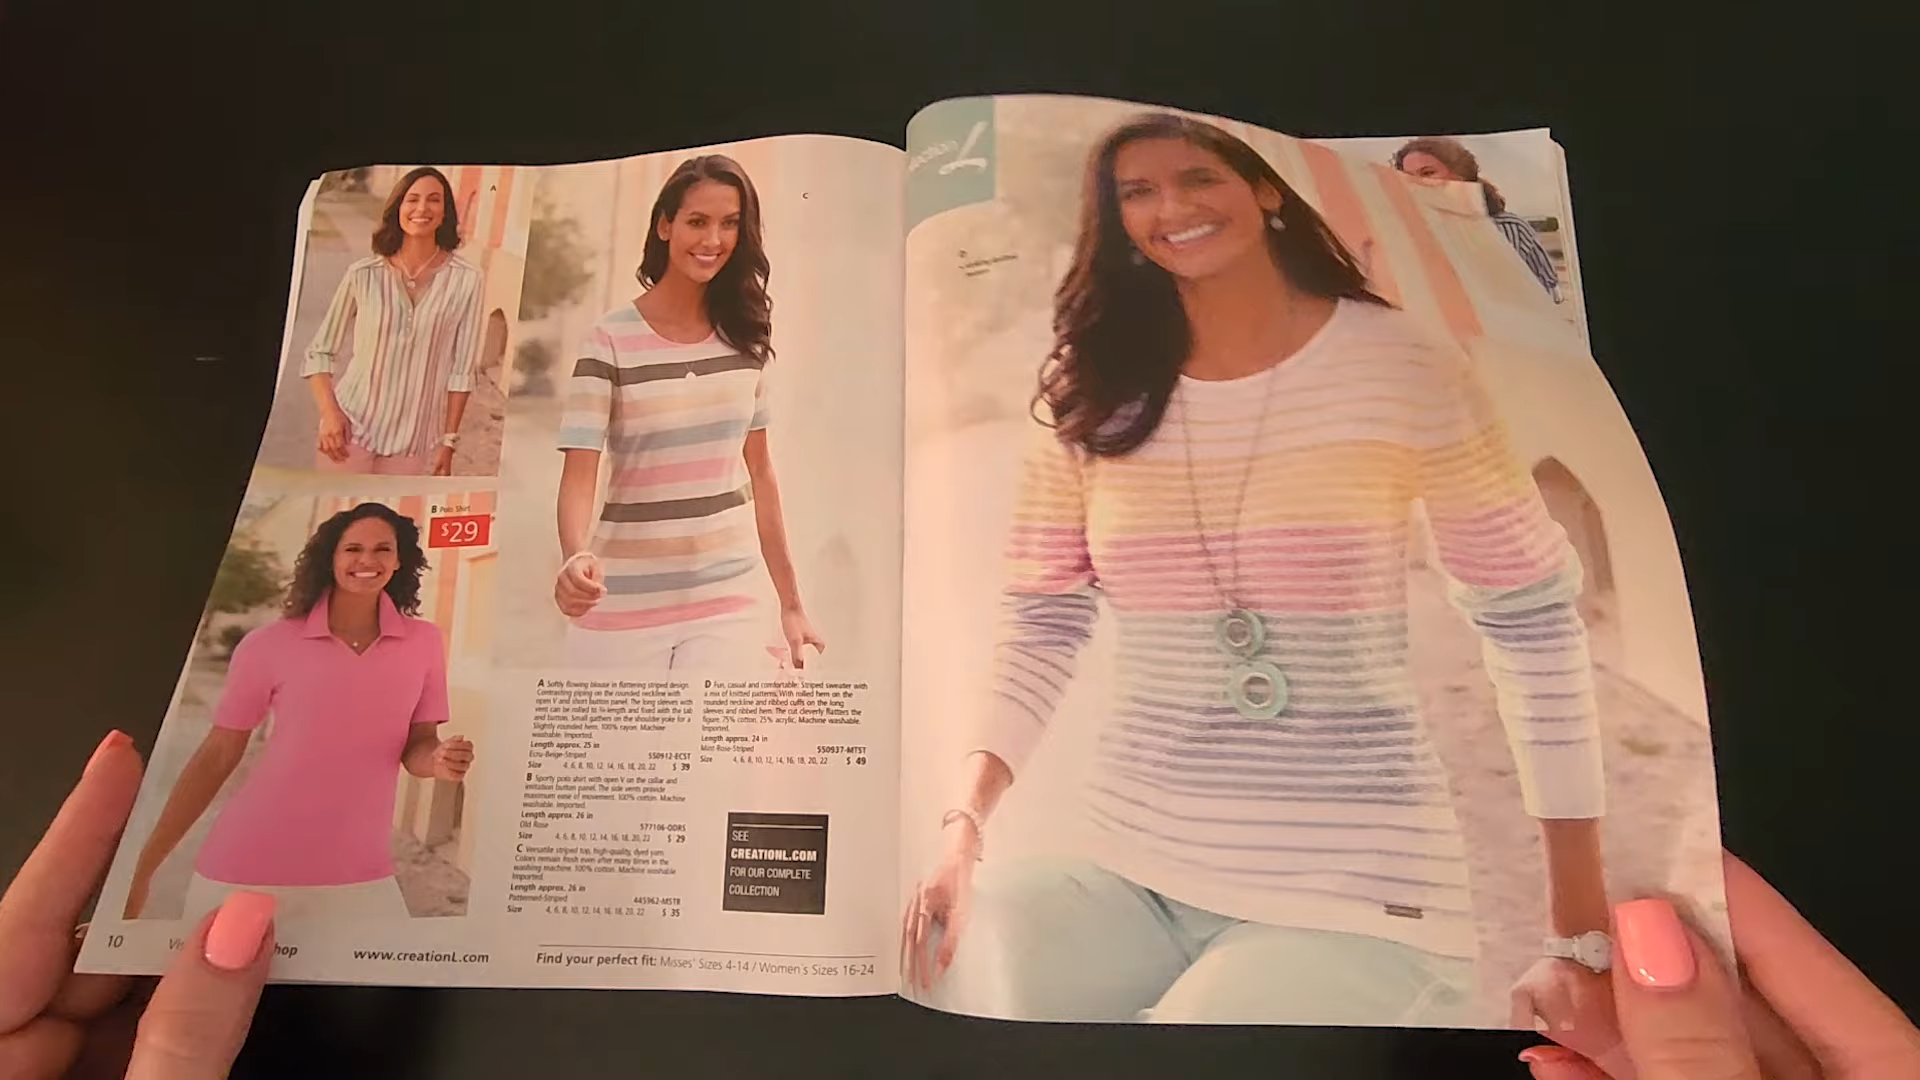 A
B Polo Shirt
$29
C
A Softly flowing blouse in flattering striped design.
Contrasting piping on the rounded neckline with
open V and short button panel. The long sleeves with
vent can be rolled to ¾-length and fixed with the tab
and button. Small gathers on the shoulder yoke for a
Slightly rounded hem. 100% rayon. Machine
washable. Imported.
Length approx. 25 in
Ecru-Beige-Striped 550912-ECST
Size 4, 6, 8, 10, 12, 14, 16, 18, 20, 22 $ 39
B Sporty polo shirt with open V on the collar and
imitation button panel. The side vents provide
maximum ease of movement. 100% cotton. Machine
washable. Imported.
Length approx. 26 in
Old Rose 577106-ODRS
Size 4, 6, 8, 10, 12, 14, 16, 18, 20, 22 $ 29
C Versatile striped top, high-quality, dyed yarn.
Colors remain fresh even after many times in the
washing machine. 100% cotton. Machine washable
Imported.
Length approx. 26 in
Patterned-Striped 445962-MSTR
Size 4, 6, 8, 10, 12, 14, 16, 18, 20, 22 $ 35
D Fun, casual and comfortable: Striped sweater with
a mix of knitted patterns. With rolled hem on the
rounded neckline and ribbed cuffs on the long
sleeves and ribbed hem. The cut cleverly flatters the
figure. 75% cotton, 25% acrylic. Machine washable.
Imported.
Length approx. 24 in
Mint-Rose-Striped 550937-MTST
Size 4, 6, 8, 10, 12, 14, 16, 18, 20, 22 $ 49
SEE
CREATIONL.COM
FOR OUR COMPLETE
COLLECTION
10 www.creationL.com
Find your perfect fit: Misses' Sizes 4-14 / Women's Sizes 16-24
L